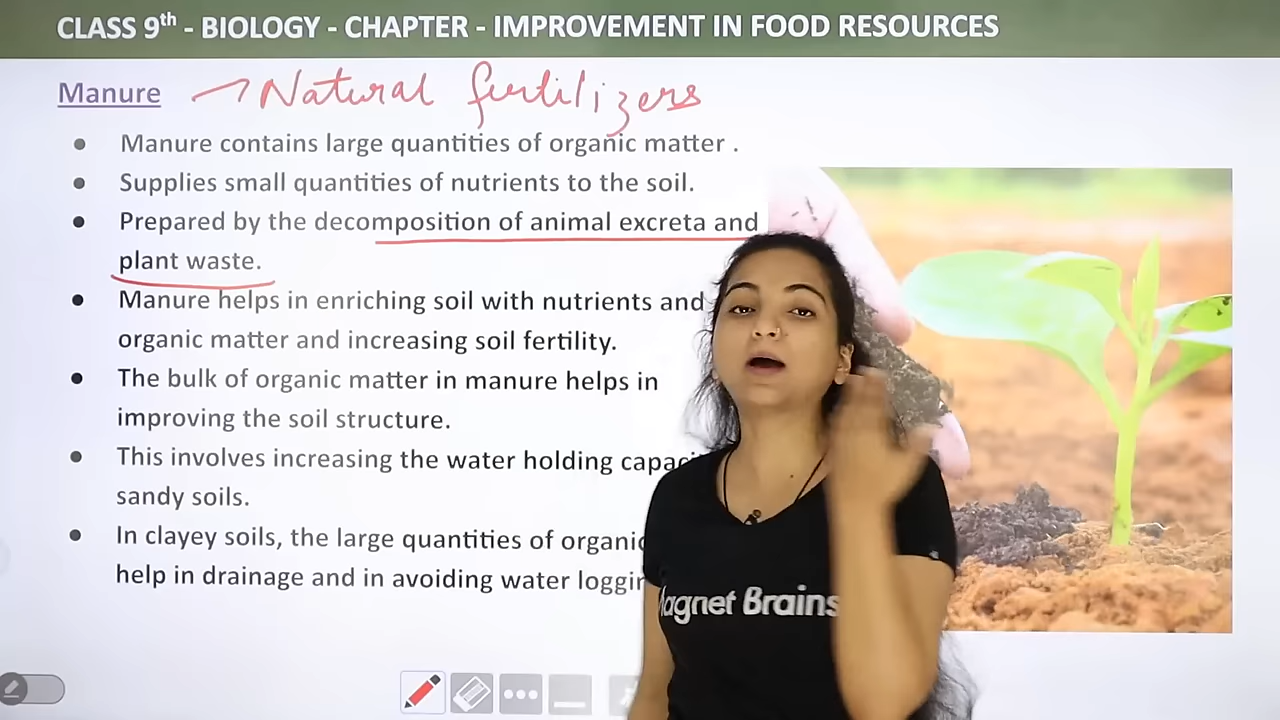 CLASS 9th - BIOLOGY - CHAPTER - IMPROVEMENT IN FOOD RESOURCES
Manure → Natural fertilizers
• Manure contains large quantities of organic matter .
• Supplies small quantities of nutrients to the soil.
• Prepared by the decomposition of animal excreta and
plant waste.
• Manure helps in enriching soil with nutrients and
organic matter and increasing soil fertility.
• The bulk of organic matter in manure helps in
improving the soil structure.
• This involves increasing the water holding
sandy soils.
• In clayey soils, the large quantities of
help in drainage and in avoiding water
Magnet Brains